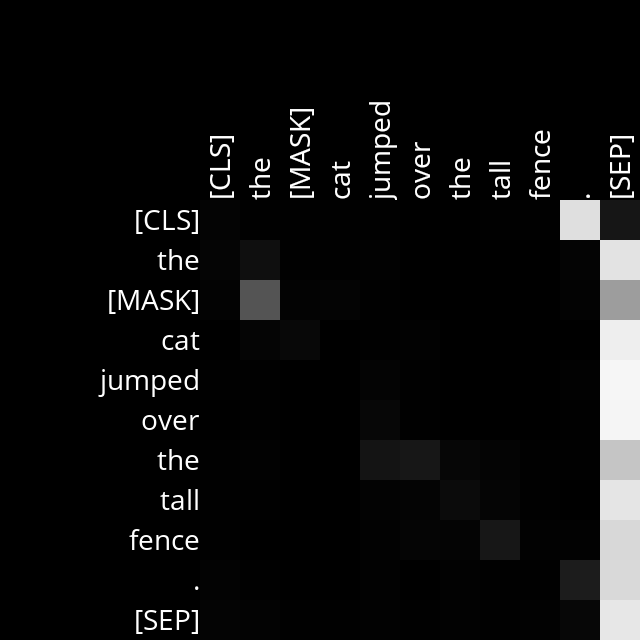 [CLS] the [MASK] cat jumped over the tall fence . [SEP]
[CLS]
the
[MASK]
cat
jumped
over
the
tall
fence
.
[SEP]